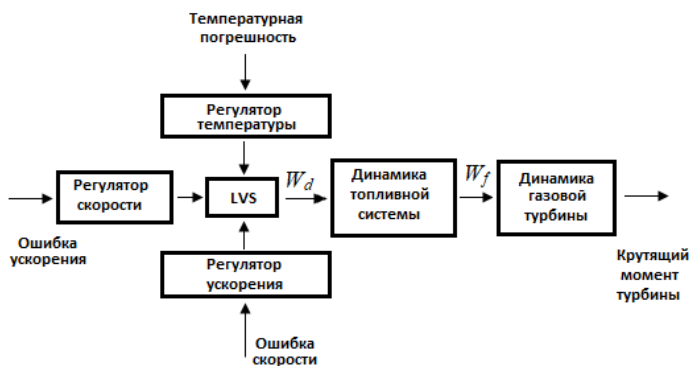 Температурная
погрешность
Регулятор
температуры
Регулятор
скорости
LVS
W_d
Динамика
топливной
системы
W_f
Динамика
газовой
турбины
Ошибка
ускорения
Регулятор
ускорения
Крутящий
момент
турбины
Ошибка
скорости